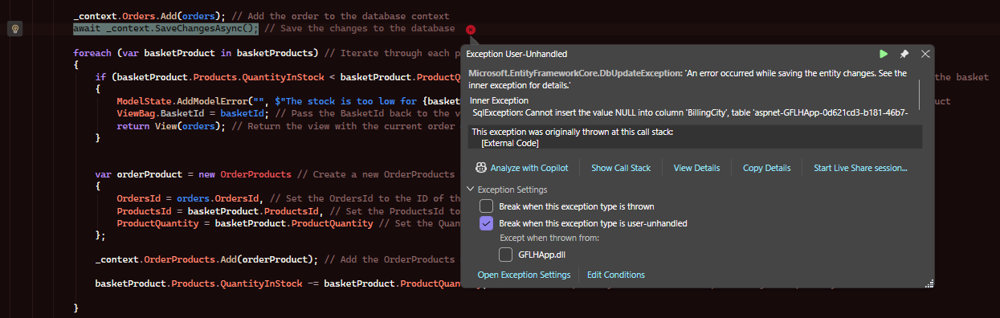 _context.Orders.Add(orders); // Add the order to the database context
await _context.SaveChangesAsync(); // Save the changes to the database
foreach (var basketProduct in basketProducts) // Iterate through each p
{
if (basketProduct.Products.QuantityInStock < basketProduct.ProductQ the basket
{
ModelState.AddModelError("", $"The stock is too low for {bask duct
ViewBag.BasketId = basketId; // Pass the BasketId back to the v
return View(orders); // Return the view with the current order
}
var orderProduct = new OrderProducts // Create a new OrderProducts
{
OrdersId = orders.OrdersId, // Set the OrdersId to the ID of th
ProductsId = basketProduct.ProductsId, // Set the ProductsId to
ProductQuantity = basketProduct.ProductQuantity // Set the Quan
};
_context.OrderProducts.Add(orderProduct); // Add the OrderProducts
basketProduct.Products.QuantityInStock -= basketProduct.ProductQuan
}
Exception User-Unhandled
Microsoft.EntityFrameworkCore.DbUpdateException: 'An error occurred while saving the entity changes. See the
inner exception for details.'
Inner Exception
SqlException: Cannot insert the value NULL into column 'BillingCity', table 'aspnet-GFLHApp-0d621cd3-b181-46b7-
This exception was originally thrown at this call stack:
[External Code]
Analyze with Copilot Show Call Stack View Details Copy Details Start Live Share session...
Exception Settings
Break when this exception type is thrown
Break when this exception type is user-unhandled
Except when thrown from:
GFLHApp.dll
Open Exception Settings Edit Conditions